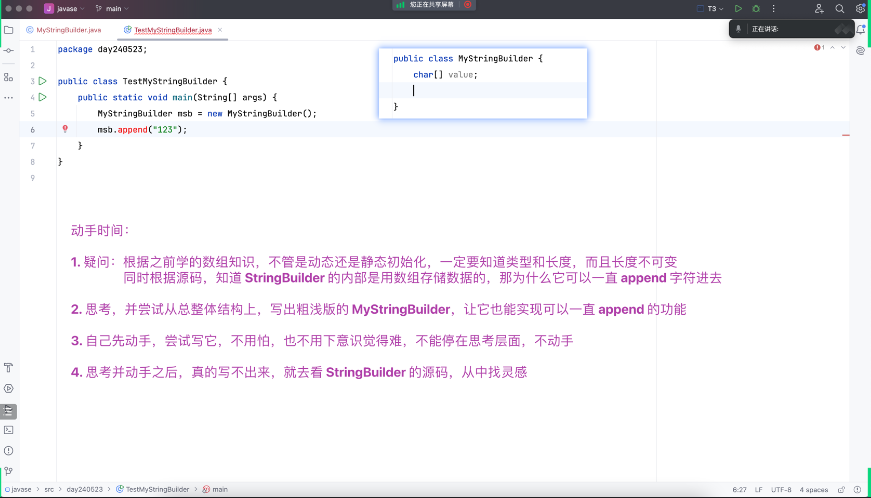 javase
main
您正在共享屏幕
T3
MyStringBuilder.java
TestMyStringBuilder.java
正在讲话:
1 package day240523;
1
2
3 public class TestMyStringBuilder {
4 public static void main(String[] args) {
5 MyStringBuilder msb = new MyStringBuilder();
6 msb.append("123");
7 }
8 }
9
public class MyStringBuilder {
char[] value;
}
动手时间：
1. 疑问：根据之前学的数组知识，不管是动态还是静态初始化，一定要知道类型和长度，而且长度不可变
同时根据源码，知道 StringBuilder 的内部是用数组存储数据的，那为什么它可以一直 append 字符进去
2. 思考，并尝试从总整体结构上，写出粗浅版的 MyStringBuilder，让它也能实现可以一直 append 的功能
3. 自己先动手，尝试写它，不用怕，也不用下意识觉得难，不能停在思考层面，不动手
4. 思考并动手之后，真的写不出来，就去看 StringBuilder 的源码，从中找灵感
javase > src > day240523 > TestMyStringBuilder > main
6:27 LF UTF-8 4 spaces